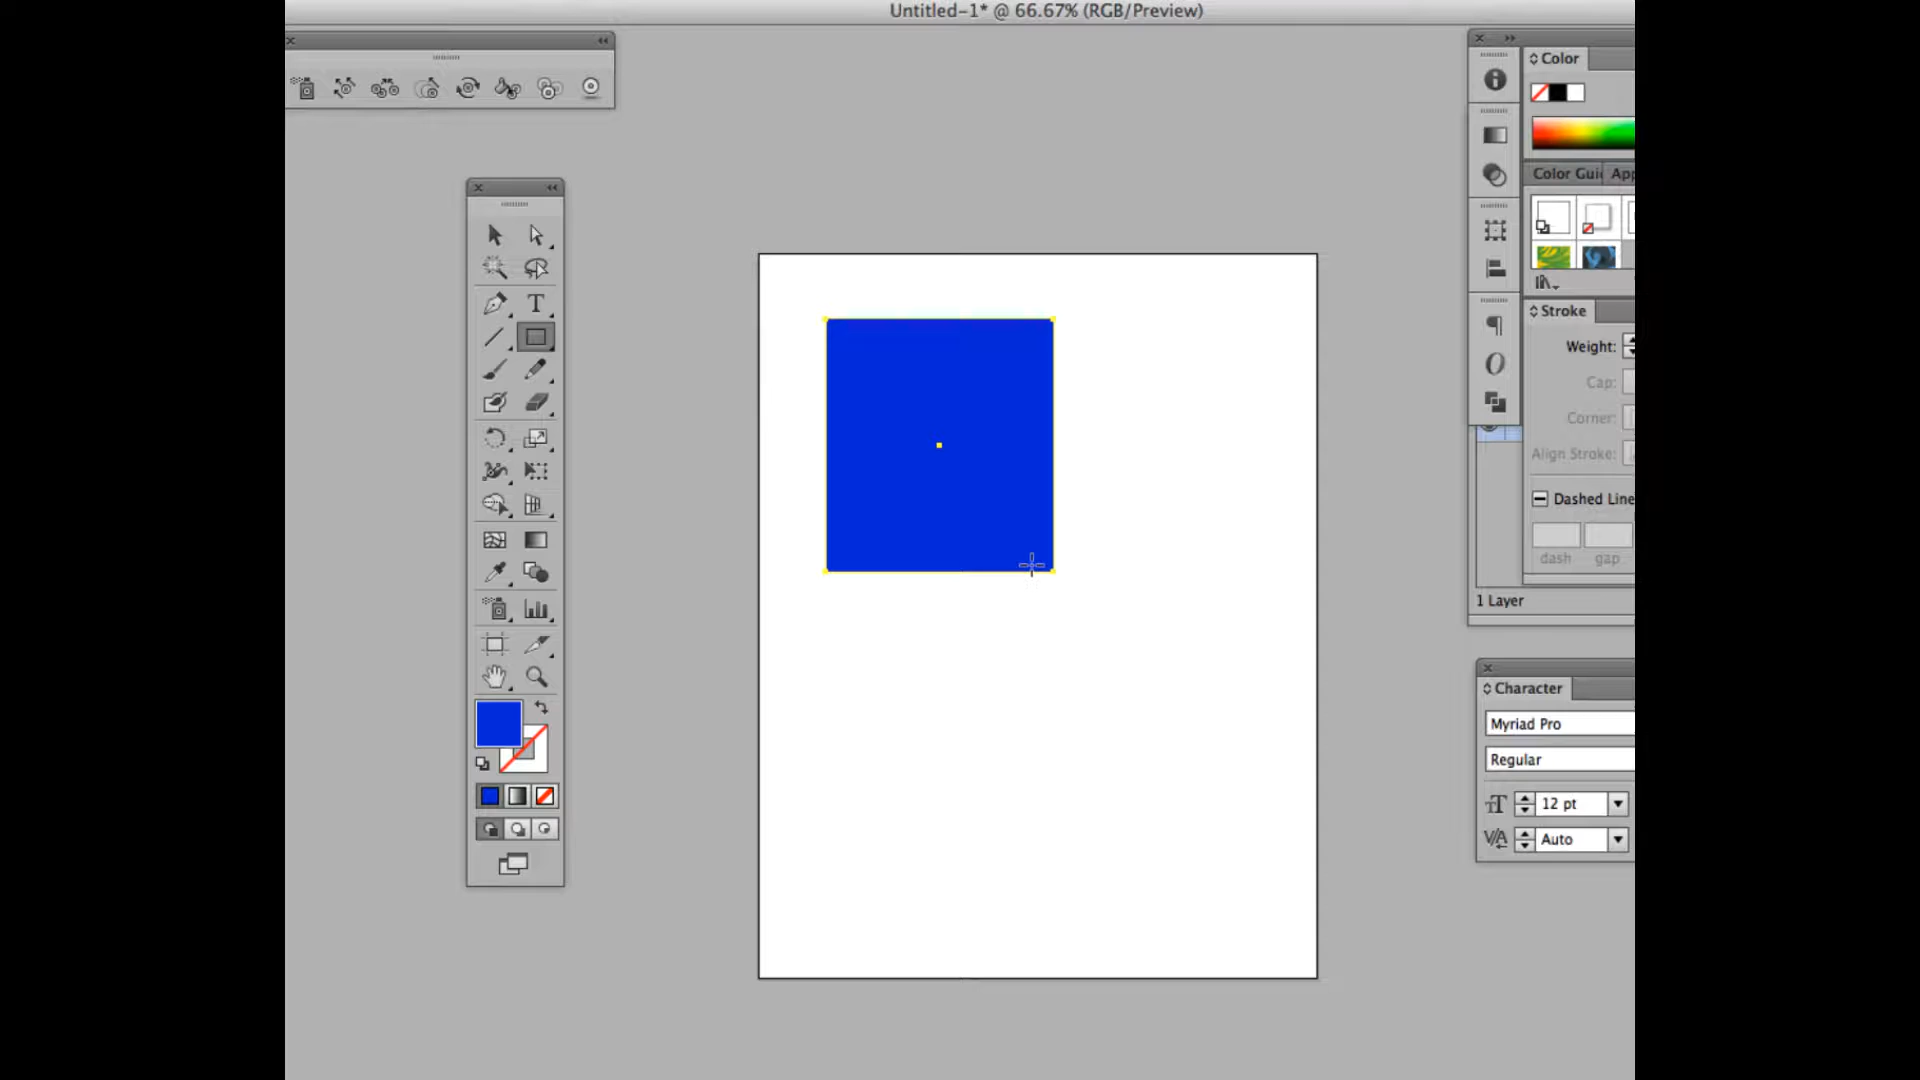 Untitled-1* @ 66.67% (RGB/Preview)
Color
Color Gui
App
Stroke
Weight:
Cap:
Corner:
Align Stroke:
Dashed Line
dash
gap
1 Layer
Character
Myriad Pro
Regular
12 pt
Auto